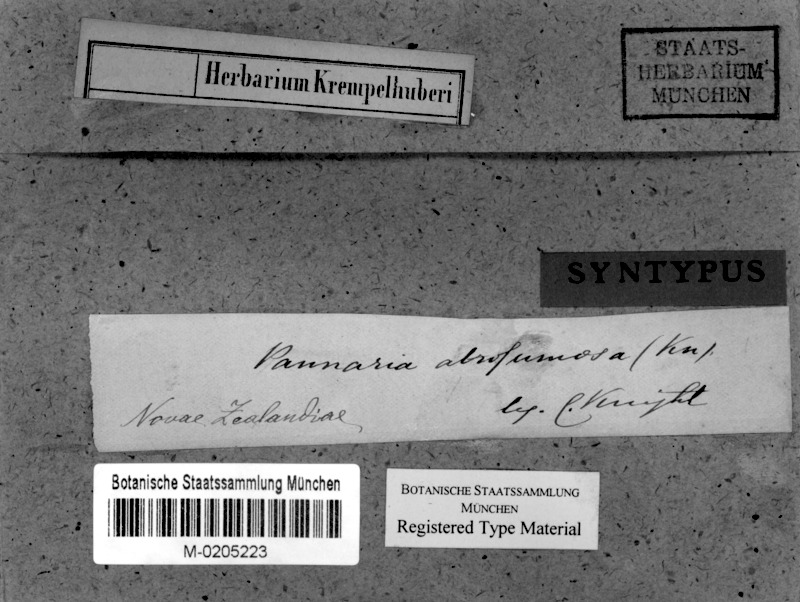 Herbarium Krempelhuberi
STAATS-
HERBARIUM
MÜNCHEN
SYNTYPUS
Pannaria atrofumosa (Kn).
Novae Zealandiae
leg. C. Knight
Botanische Staatssammlung München
M-0205223
BOTANISCHE STAATSSAMMLUNG
MÜNCHEN
Registered Type Material